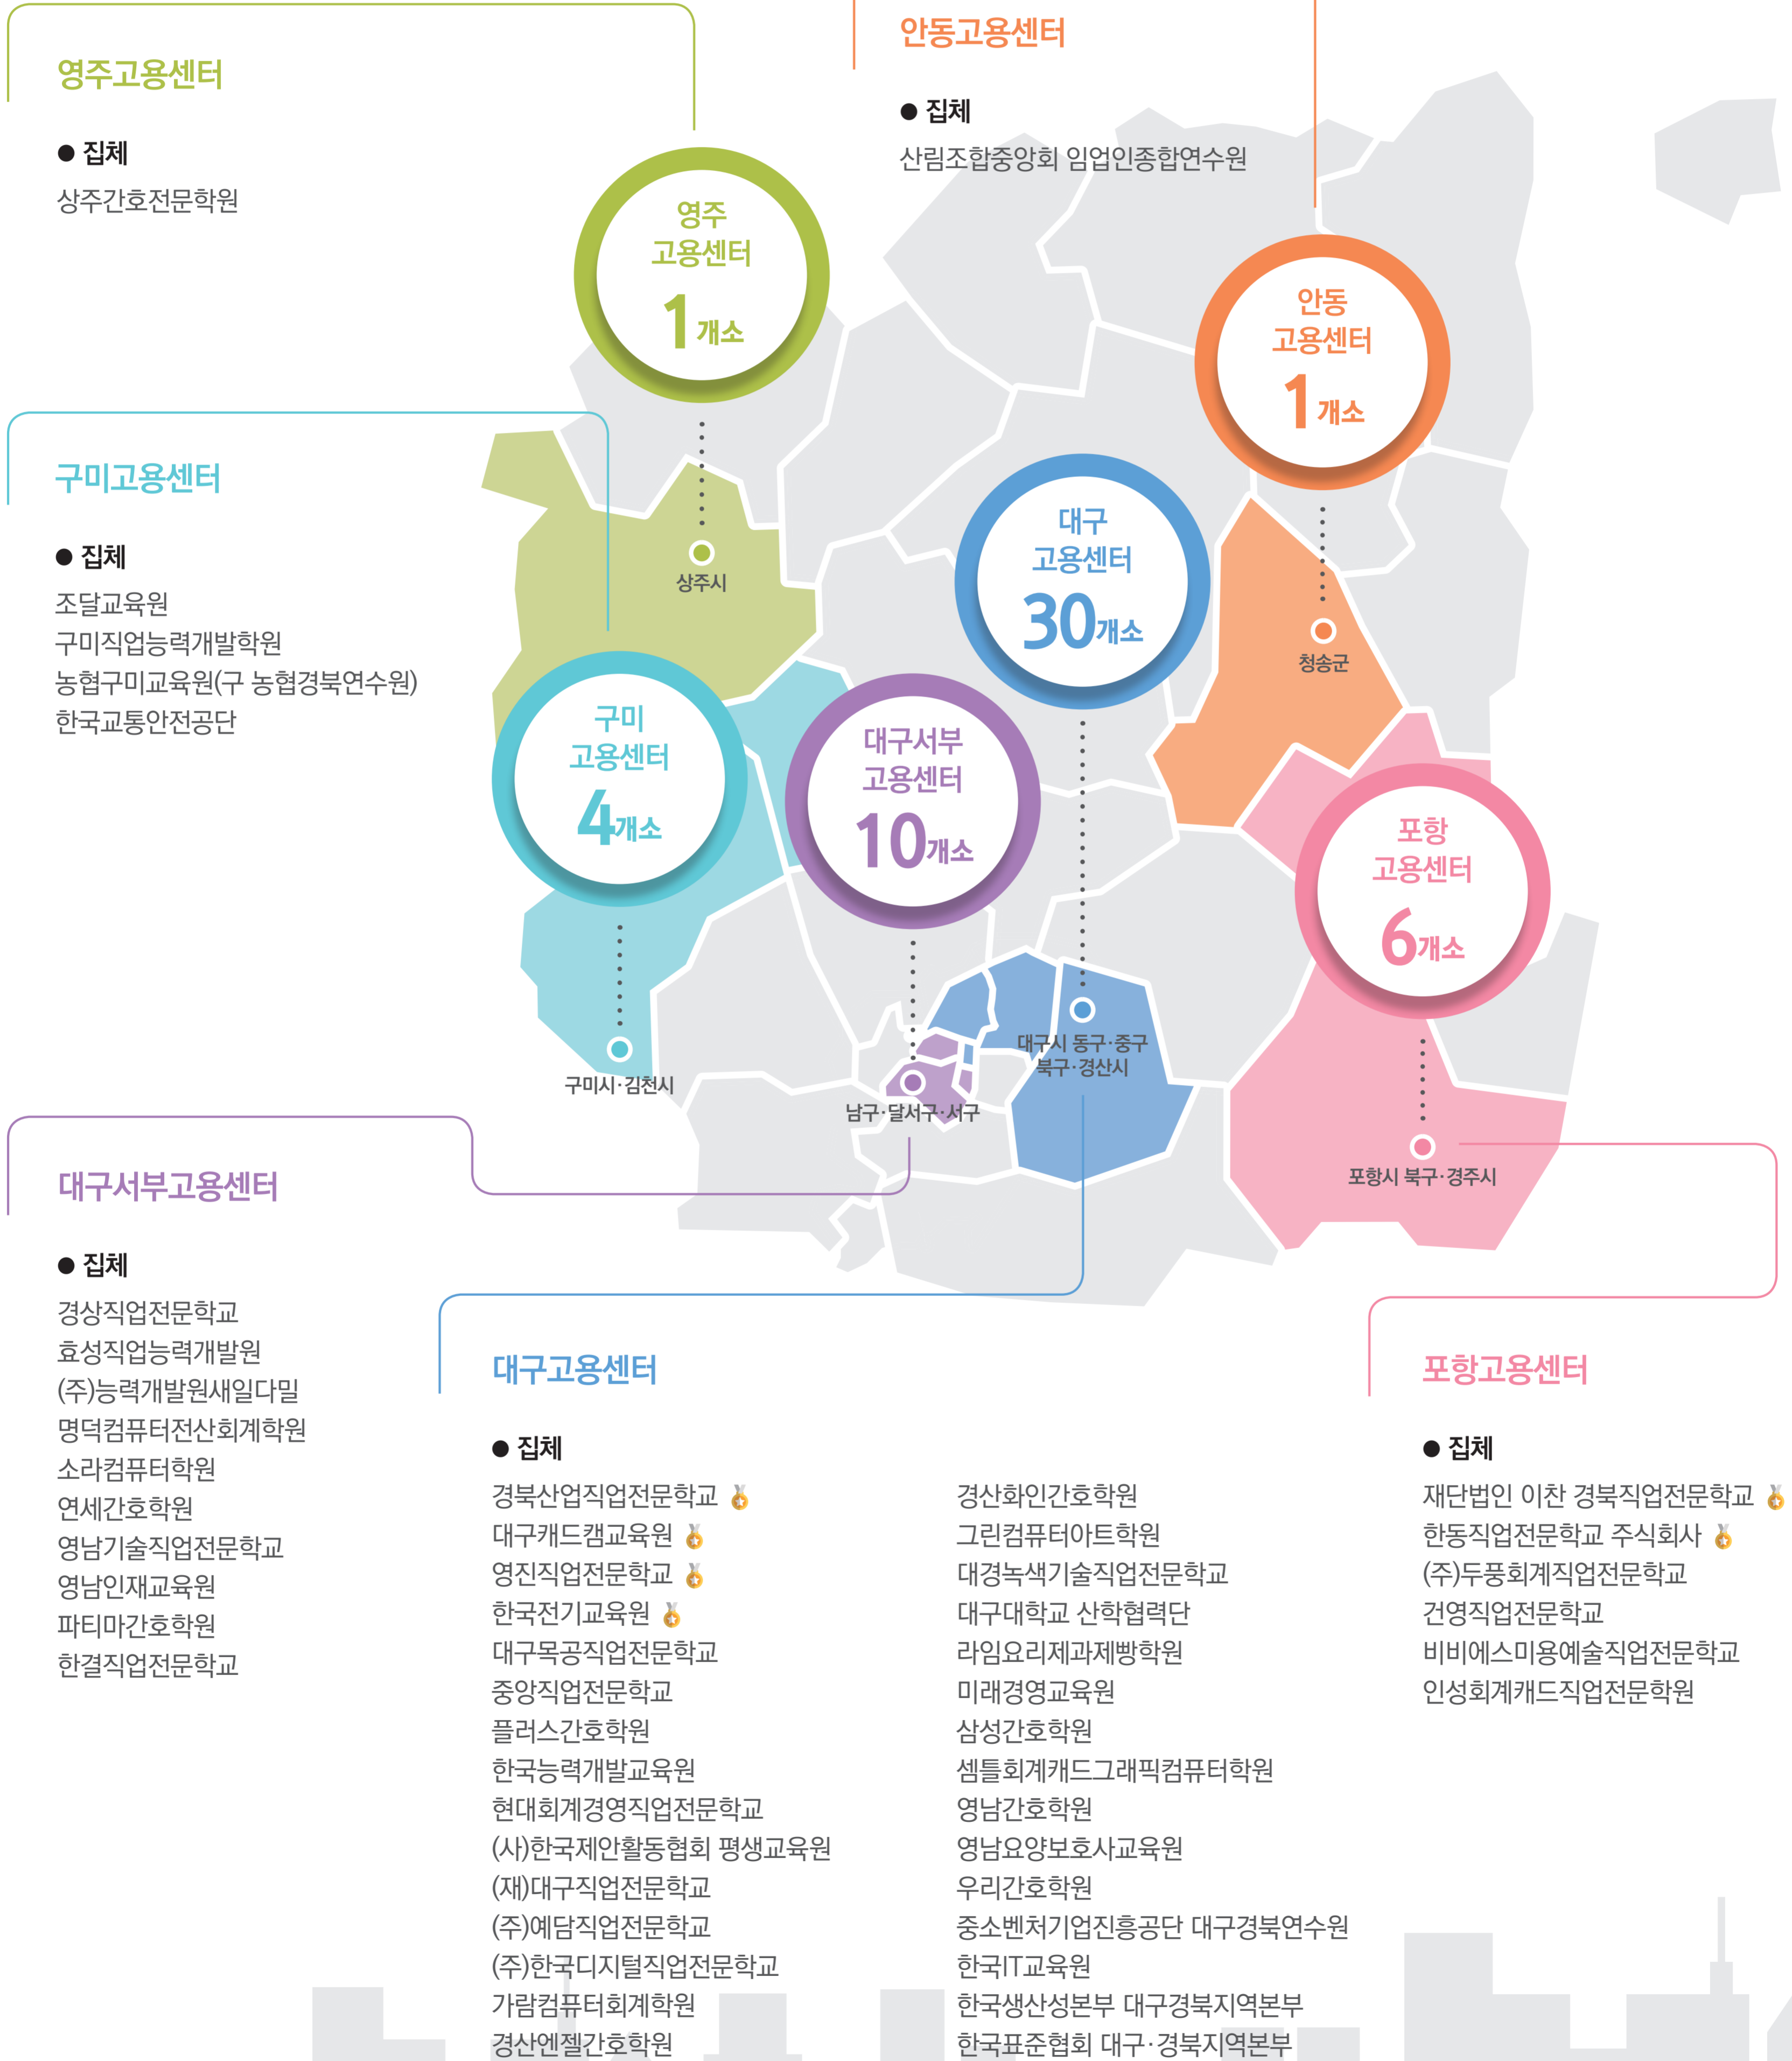 영주고용센터
● 집체
상주간호전문학원
안동고용센터
● 집체
산림조합중앙회 임업인종합연수원
영주
고용센터
1개소
안동
고용센터
1개소
구미고용센터
● 집체
조달교육원
구미직업능력개발학원
농협구미교육원(구 농협경북연수원)
한국교통안전공단
대구
고용센터
30개소
상주시
청송군
구미
고용센터
4개소
대구서부
고용센터
10개소
포항
고용센터
6개소
대구시 동구·중구
북구·경산시
구미시·김천시
남구·달서구·서구
포항시 북구·경주시
대구서부고용센터
● 집체
경상직업전문학교
효성직업능력개발원
(주)능력개발원새일다밀
명덕컴퓨터전산회계학원
소라컴퓨터학원
연세간호학원
영남기술직업전문학교
영남인재교육원
파티마간호학원
한결직업전문학교
대구고용센터
● 집체
경북산업직업전문학교
대구캐드캠교육원
영진직업전문학교
한국전기교육원
대구목공직업전문학교
중앙직업전문학교
플러스간호학원
한국능력개발교육원
현대회계경영직업전문학교
(사)한국제안활동협회 평생교육원
(재)대구직업전문학교
(주)예담직업전문학교
(주)한국디지털직업전문학교
가람컴퓨터회계학원
경산엔젤간호학원
경산화인간호학원
그린컴퓨터아트학원
대경녹색기술직업전문학교
대구대학교 산학협력단
라임요리제과제빵학원
미래경영교육원
삼성간호학원
셈틀회계캐드그래픽컴퓨터학원
영남간호학원
영남요양보호사교육원
우리간호학원
중소벤처기업진흥공단 대구경북연수원
한국IT교육원
한국생산성본부 대구경북지역본부
한국표준협회 대구·경북지역본부
포항고용센터
● 집체
재단법인 이찬 경북직업전문학교
한동직업전문학교 주식회사
(주)두풍회계직업전문학교
건영직업전문학교
비비에스미용예술직업전문학교
인성회계캐드직업전문학원